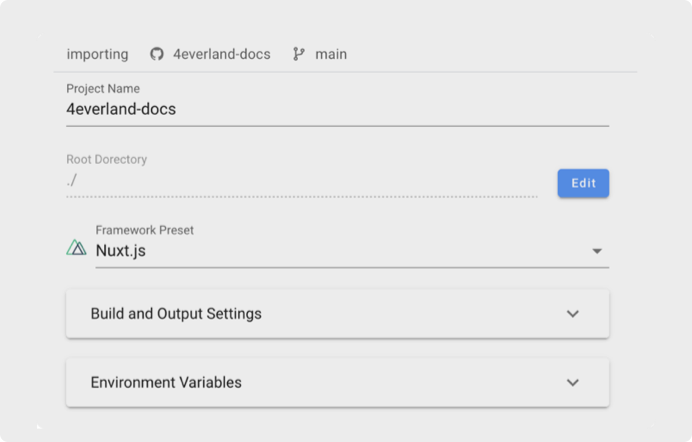 importing 4everland-docs main
Project Name
4everland-docs
Root Dorectory
./
Edit
Framework Preset
Nuxt.js
Build and Output Settings
Environment Variables